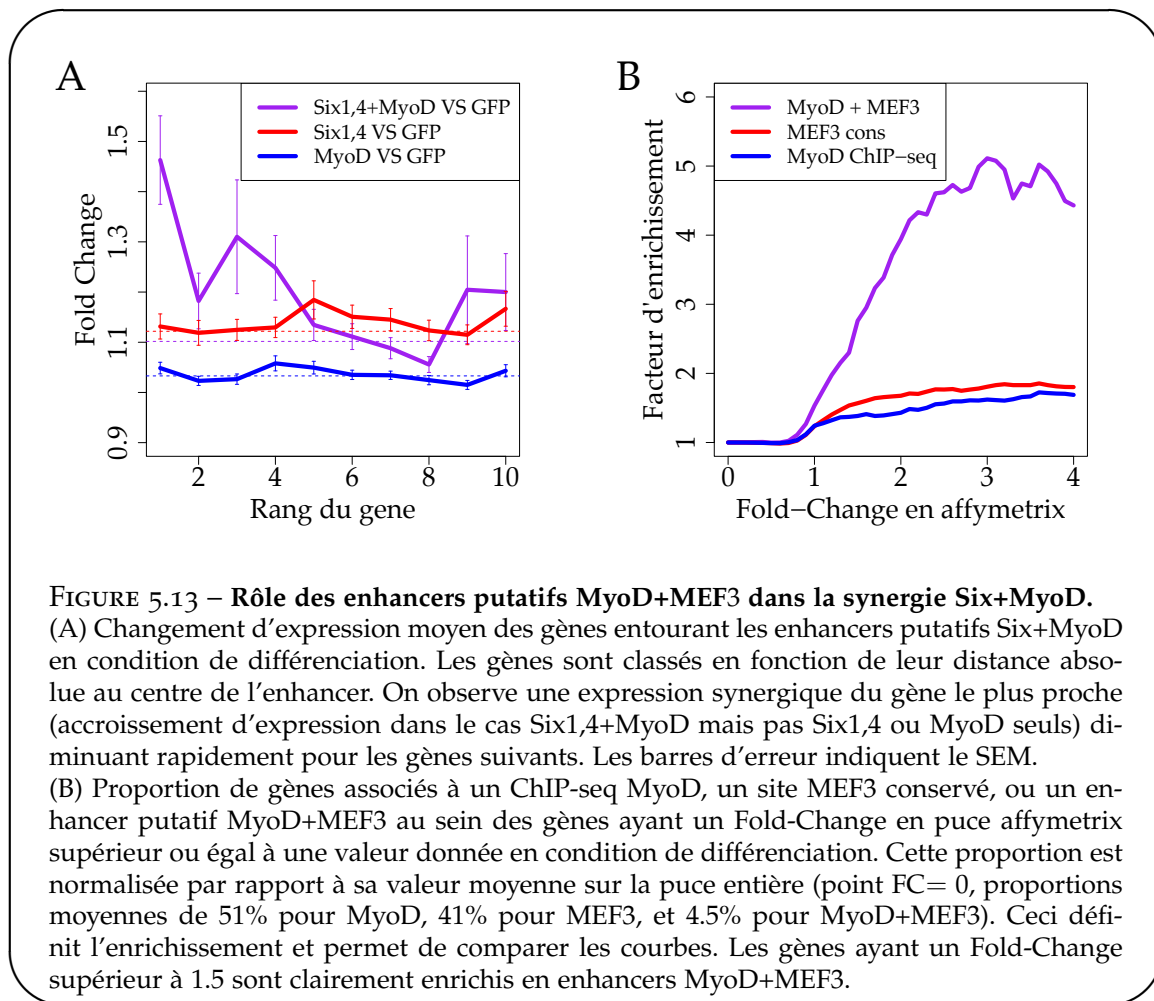 A
Fold Change
0.9
1.1
1.3
1.5
Six1,4+MyoD VS GFP
Six1,4 VS GFP
MyoD VS GFP
2
4
6
8
10
Rang du gene
B
Facteur d'enrichissement
1
2
3
4
5
6
MyoD + MEF3
MEF3 cons
MyoD ChIP−seq
0
1
2
3
4
Fold−Change en affymetrix
FIGURE 5.13 – Rôle des enhancers putatifs MyoD+MEF3 dans la synergie Six+MyoD.
(A) Changement d'expression moyen des gènes entourant les enhancers putatifs Six+MyoD
en condition de différenciation. Les gènes sont classés en fonction de leur distance abso-
lue au centre de l'enhancer. On observe une expression synergique du gène le plus proche
(accroissement d'expression dans le cas Six1,4+MyoD mais pas Six1,4 ou MyoD seuls) di-
minuant rapidement pour les gènes suivants. Les barres d'erreur indiquent le SEM.
(B) Proportion de gènes associés à un ChIP-seq MyoD, un site MEF3 conservé, ou un en-
hancer putatif MyoD+MEF3 au sein des gènes ayant un Fold-Change en puce affymetrix
supérieur ou égal à une valeur donnée en condition de différenciation. Cette proportion est
normalisée par rapport à sa valeur moyenne sur la puce entière (point FC= 0, proportions
moyennes de 51% pour MyoD, 41% pour MEF3, et 4.5% pour MyoD+MEF3). Ceci défi-
nit l'enrichissement et permet de comparer les courbes. Les gènes ayant un Fold-Change
supérieur à 1.5 sont clairement enrichis en enhancers MyoD+MEF3.